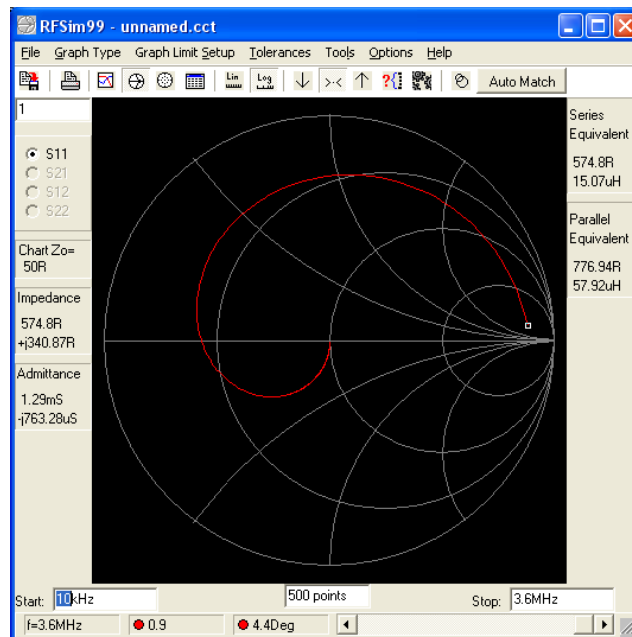 RFSim99 - unnamed.cct
File Graph Type Graph Limit Setup Tolerances Tools Options Help
Lin Log ?{ Auto Match
1
S11
S21
S12
S22
Chart Zo=
50R
Impedance
574.8R
+j340.87R
Admittance
1.29mS
-j763.28uS
Series
Equivalent
574.8R
15.07uH
Parallel
Equivalent
776.94R
57.92uH
Start: 10kHz 500 points Stop: 3.6MHz
f=3.6MHz 0.9 4.4Deg